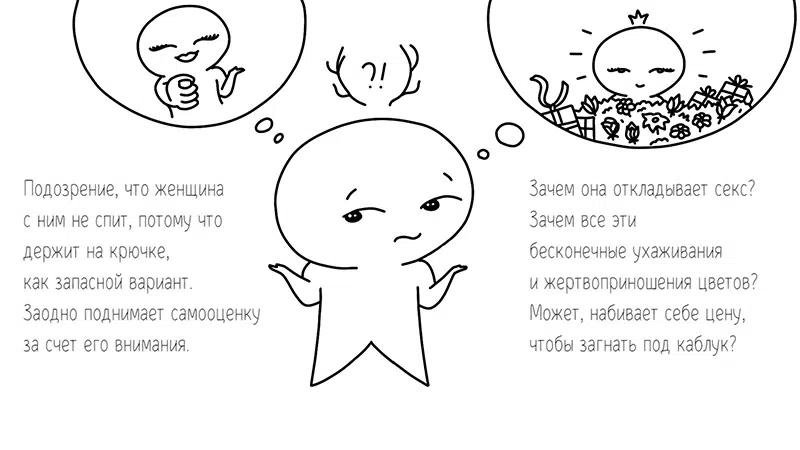 ?!
Подозрение, что женщина
с ним не спит, потому что
держит на крючке,
как запасной вариант.
Заодно поднимает самооценку
за счет его внимания.
Зачем она откладывает секс?
Зачем все эти
бесконечные ухаживания
и жертвоприношения цветов?
Может, набивает себе цену,
чтобы загнать под каблук?